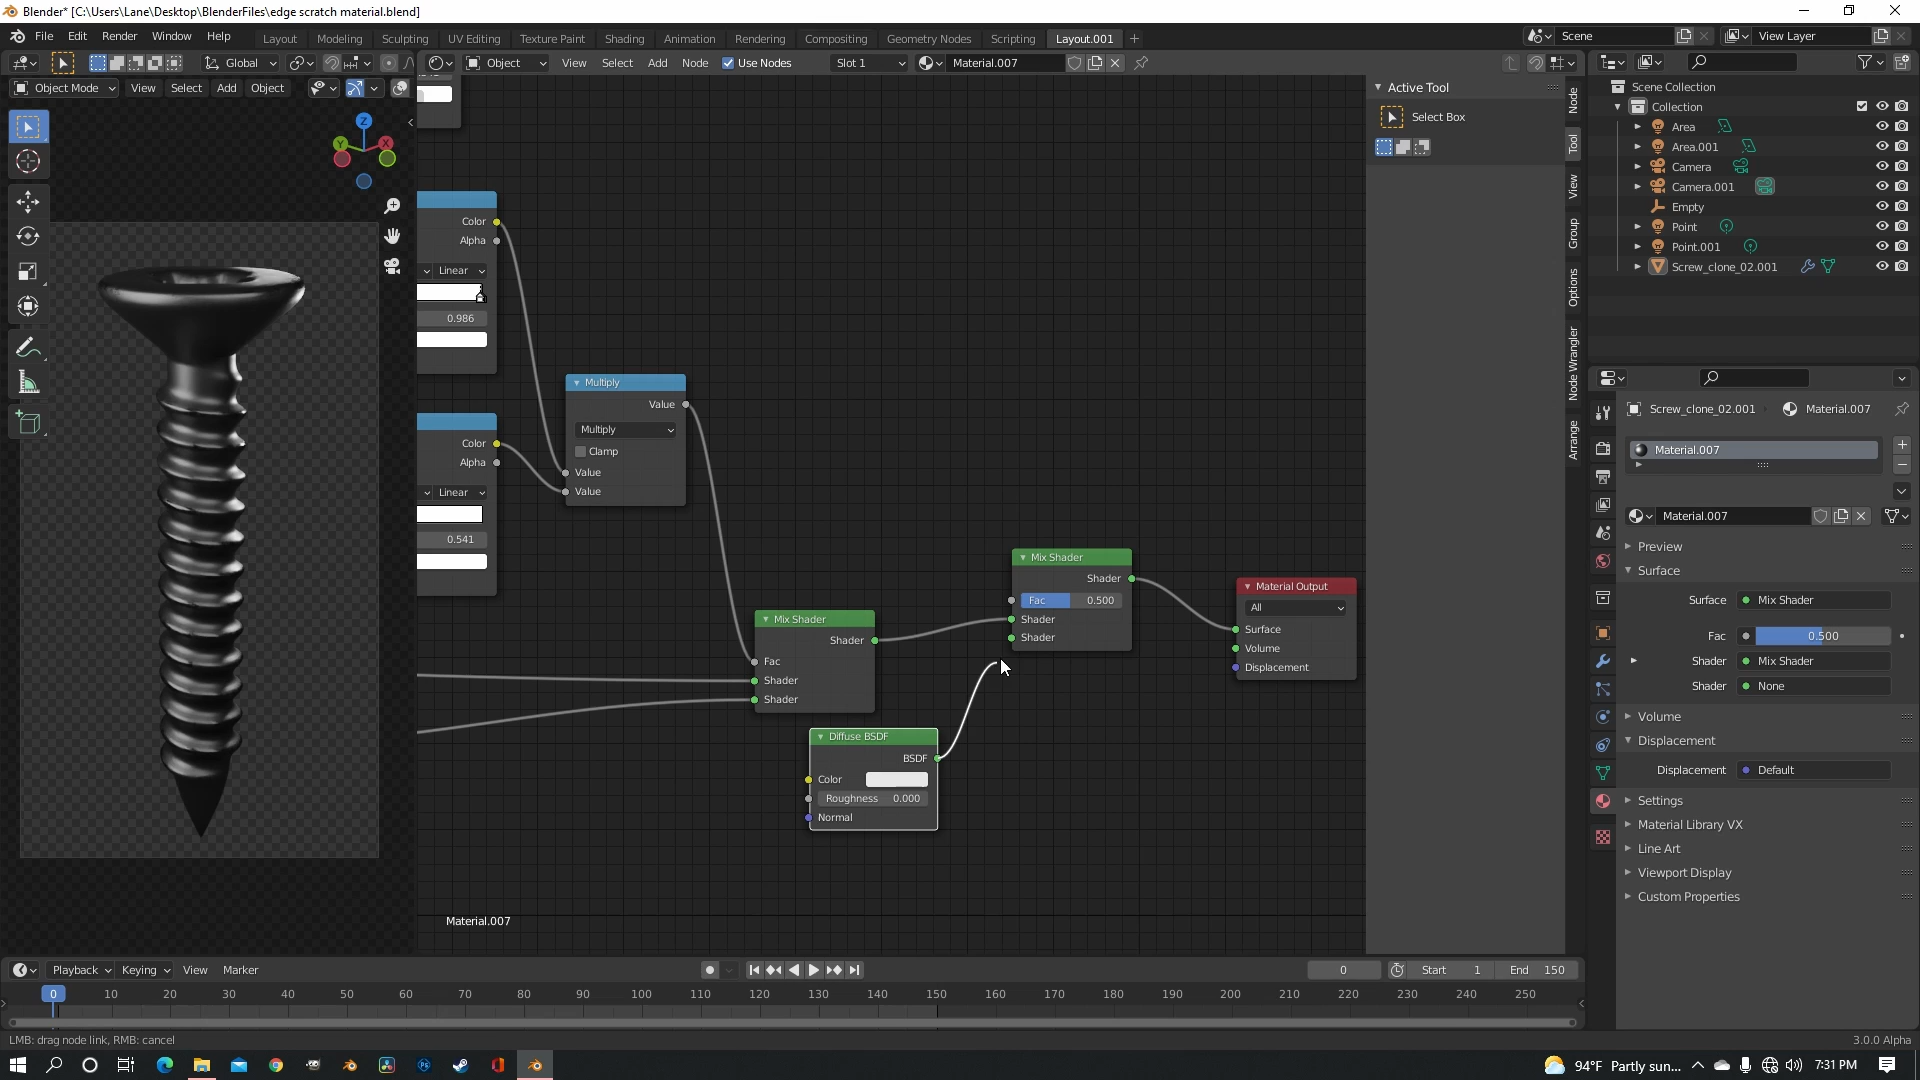 Blender* [C:\Users\Lane\Desktop\BlenderFiles\edge scratch material.blend]
File Edit Render Window Help
Layout Modeling Sculpting UV Editing Texture Paint Shading Animation Rendering Compositing Geometry Nodes Scripting Layout.001 +
Scene
View Layer
Global
Object View Select Add Node Use Nodes Slot 1 Material.007
Object Mode View Select Add Object
Z
Y
X
Active Tool
Select Box
Node
Tool
View
Group
Options
Node Wrangler
Arrange
Scene Collection
Collection
Area
Area.001
Camera
Camera.001
Empty
Point
Point.001
Screw_clone_02.001
Color
Alpha
Linear
0.986
Color
Alpha
Linear
0.541
Multiply
Value
Multiply
Clamp
Value
Value
Mix Shader
Shader
Fac
Shader
Shader
Diffuse BSDF
BSDF
Color
Roughness 0.000
Normal
Mix Shader
Shader
Fac 0.500
Shader
Shader
Material Output
All
Surface
Volume
Displacement
Material.007
Screw_clone_02.001 Material.007
Material.007
Material.007
Preview
Surface
Surface Mix Shader
Fac 0.500
Shader Mix Shader
Shader None
Volume
Displacement
Displacement Default
Settings
Material Library VX
Line Art
Viewport Display
Custom Properties
Playback Keying View Marker
0 Start 1 End 150
0 10 20 30 40 50 60 70 80 90 100 110 120 130 140 150 160 170 180 190 200 210 220 230 240 250
LMB: drag node link, RMB: cancel
3.0.0 Alpha
94°F Partly sun...
7:31 PM